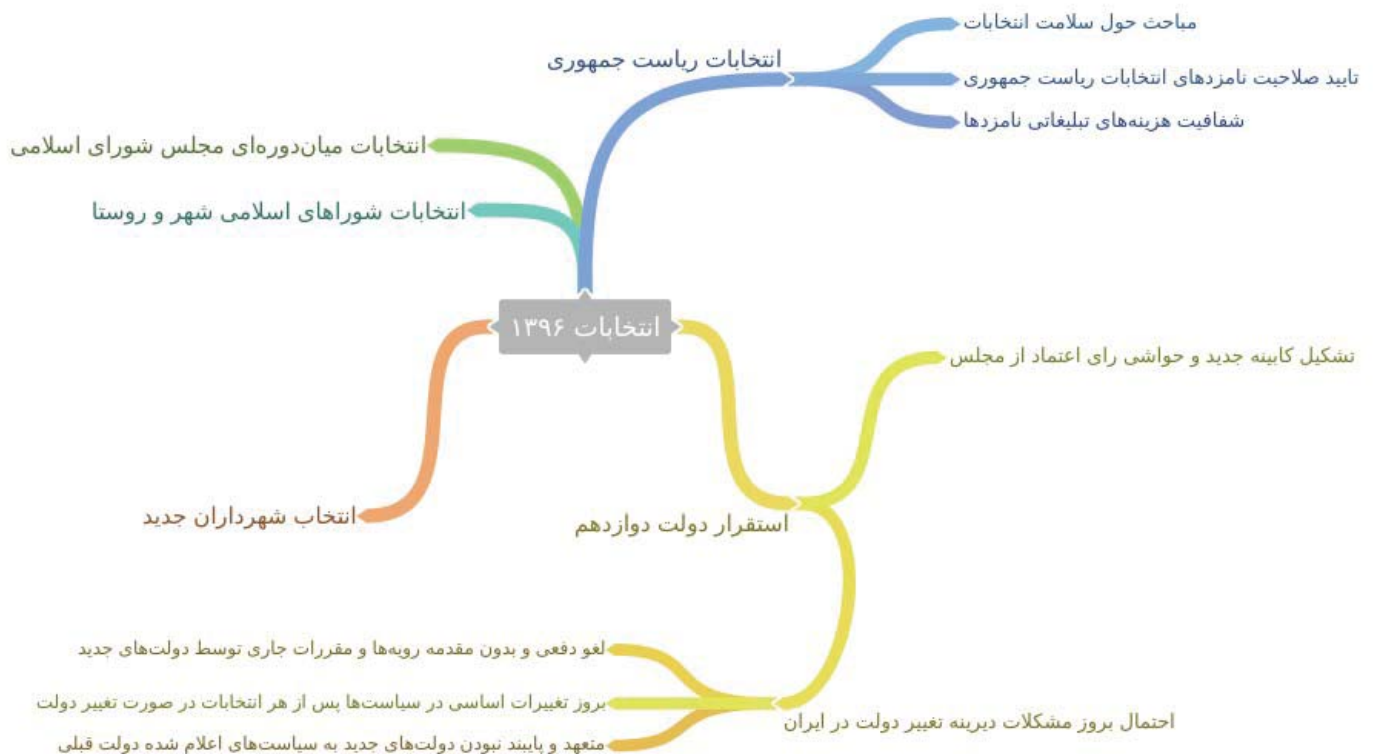 انتخابات ۱۳۹۶
انتخابات ریاست جمهوری
مباحث حول سلامت انتخابات
تایید صلاحیت نامزدهای انتخابات ریاست جمهوری
شفافیت هزینه‌های تبلیغاتی نامزدها
انتخابات میان‌دوره‌ای مجلس شورای اسلامی
انتخابات شوراهای اسلامی شهر و روستا
انتخاب شهرداران جدید
استقرار دولت دوازدهم
تشکیل کابینه جدید و حواشی رای اعتماد از مجلس
احتمال بروز مشکلات دیرینه تغییر دولت در ایران
لغو دفعی و بدون مقدمه رویه‌ها و مقررات جاری توسط دولت‌های جدید
بروز تغییرات اساسی در سیاست‌ها پس از هر انتخابات در صورت تغییر دولت
متعهد و پایبند نبودن دولت‌های جدید به سیاست‌های اعلام شده دولت قبلی